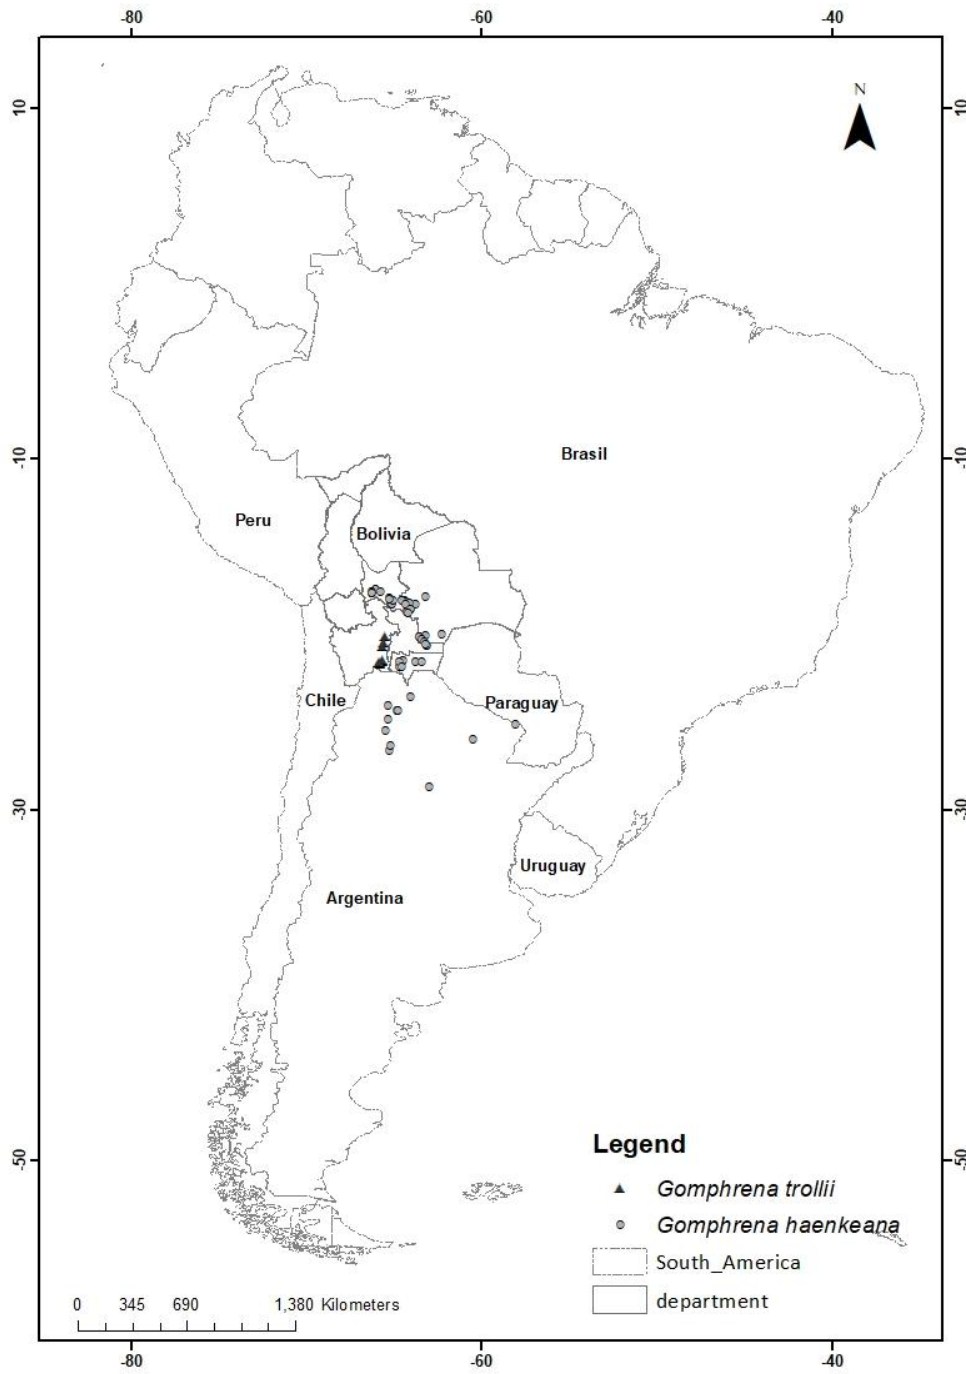 -80 -60 -40
N
10 10
-10 -10
Brasil
Peru
Bolivia
Chile
Paraguay
-30 -30
Uruguay
Argentina
Legend
-50 -50
Gomphrena trollii
Gomphrena haenkeana
South_America
department
0 345 690 1,380 Kilometers
-80 -60 -40